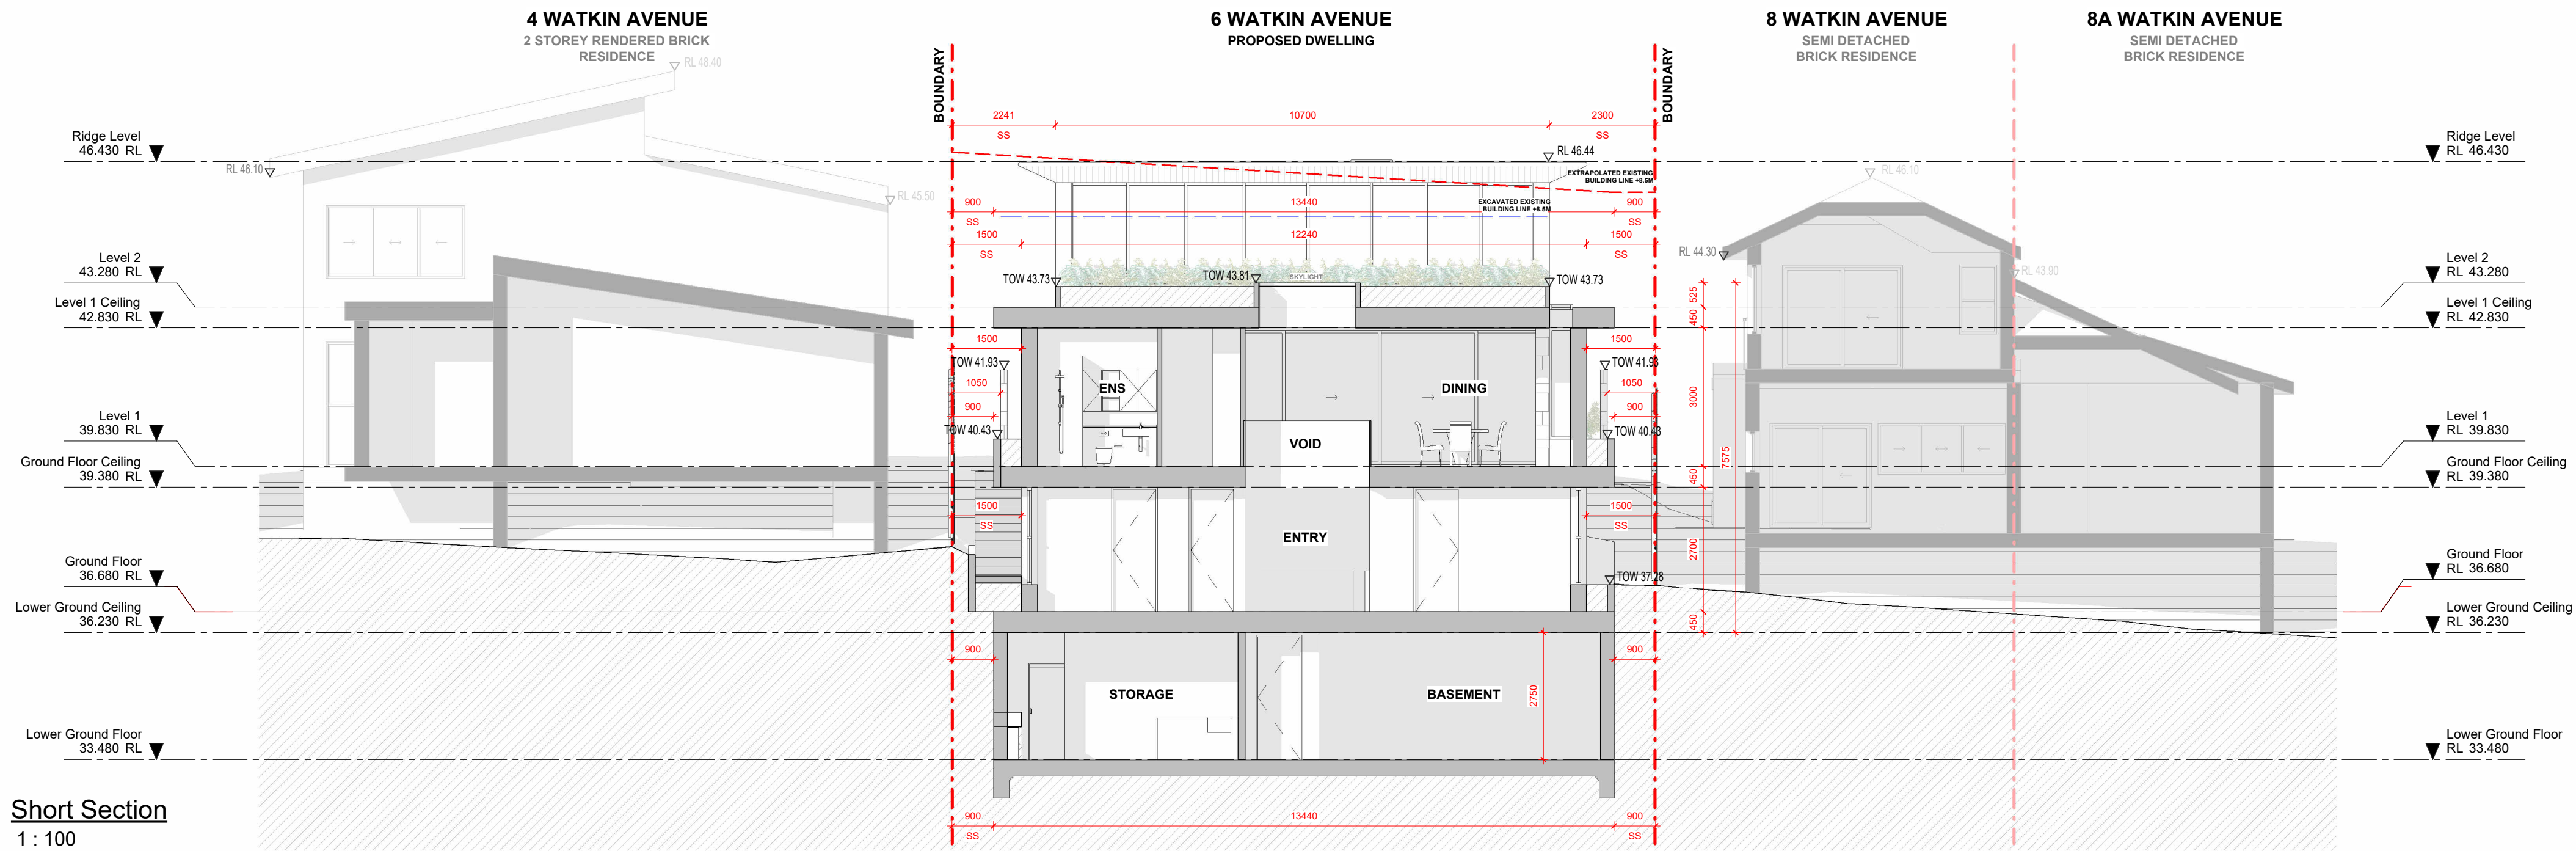 4 WATKIN AVENUE
2 STOREY RENDERED BRICK
RESIDENCE
6 WATKIN AVENUE
PROPOSED DWELLING
8 WATKIN AVENUE
SEMI DETACHED
BRICK RESIDENCE
8A WATKIN AVENUE
SEMI DETACHED
BRICK RESIDENCE
BOUNDARY
BOUNDARY
RL 48.40
RL 46.10
RL 45.50
Ridge Level
46.430 RL
Level 2
43.280 RL
Level 1 Ceiling
42.830 RL
Level 1
39.830 RL
Ground Floor Ceiling
39.380 RL
Ground Floor
36.680 RL
Lower Ground Ceiling
36.230 RL
Lower Ground Floor
33.480 RL
2241
SS
10700
2300
SS
RL 46.44
EXTRAPOLATED EXISTING
BUILDING LINE +8.5M
900
SS
13440
EXCAVATED EXISTING
BUILDING LINE +8.5M
900
SS
1500
SS
12240
1500
SS
TOW 43.73
TOW 43.81
SKYLIGHT
TOW 43.73
1500
1500
TOW 41.93
TOW 41.93
1050
1050
900
900
TOW 40.43
TOW 40.43
ENS
DINING
VOID
1500
SS
1500
SS
ENTRY
TOW 37.28
900
900
STORAGE
BASEMENT
2750
900
SS
13440
900
SS
525
450
3000
7575
450
2700
450
RL 46.10
RL 44.30
RL 43.90
Ridge Level
RL 46.430
Level 2
RL 43.280
Level 1 Ceiling
RL 42.830
Level 1
RL 39.830
Ground Floor Ceiling
RL 39.380
Ground Floor
RL 36.680
Lower Ground Ceiling
RL 36.230
Lower Ground Floor
RL 33.480
Short Section
1 : 100